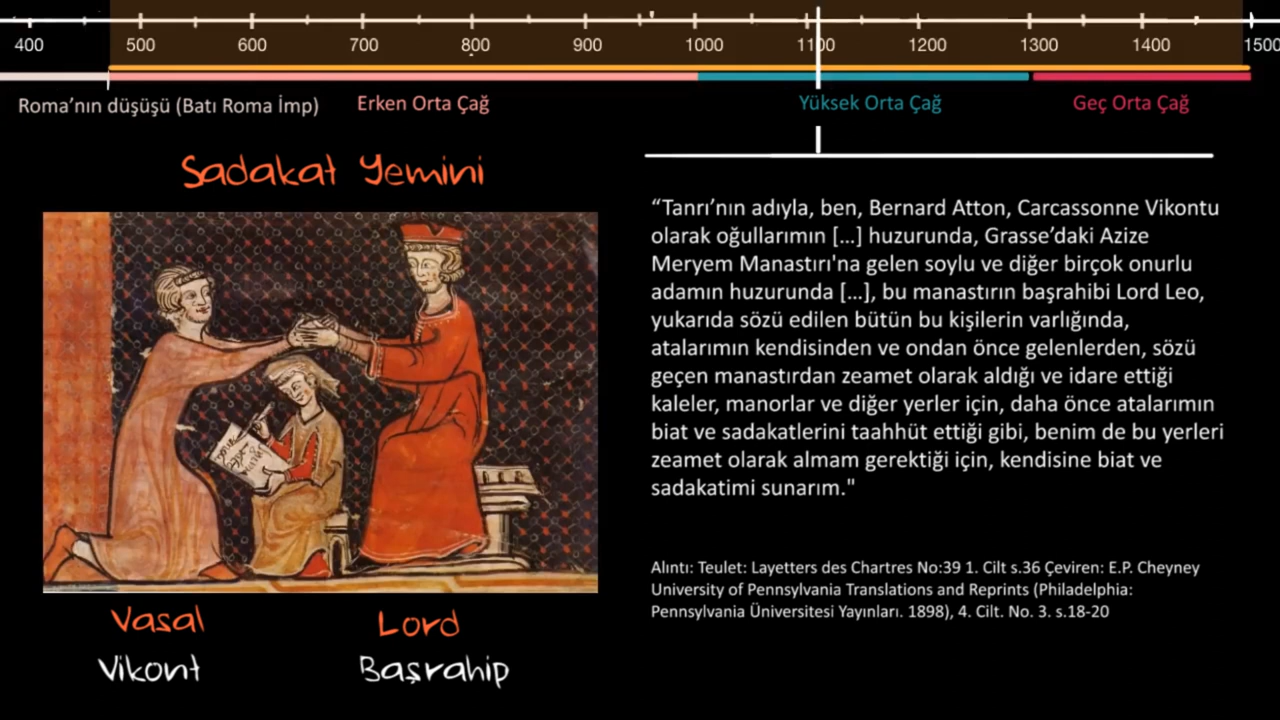 400 500 600 700 800 900 1000 1100 1200 1300 1400 1500
Roma’nın düşüşü (Batı Roma İmp) Erken Orta Çağ Yüksek Orta Çağ Geç Orta Çağ
Sadakat Yemini
Vasal Lord
Vikont Başrahip
“Tanrı’nın adıyla, ben, Bernard Atton, Carcassonne Vikontu
olarak oğullarımın [...] huzurunda, Grasse’daki Azize
Meryem Manastırı'na gelen soylu ve diğer birçok onurlu
adamın huzurunda [...], bu manastırın başrahibi Lord Leo,
yukarıda sözü edilen bütün bu kişilerin varlığında,
atalarımın kendisinden ve ondan önce gelenlerden, sözü
geçen manastırdan zeamet olarak aldığı ve idare ettiği
kaleler, manorlar ve diğer yerler için, daha önce atalarımın
biat ve sadakatlerini taahhüt ettiği gibi, benim de bu yerleri
zeamet olarak almam gerektiği için, kendisine biat ve
sadakatimi sunarım."
Alıntı: Teulet: Layetters des Chartres No:39 1. Cilt s.36 Çeviren: E.P. Cheyney
University of Pennsylvania Translations and Reprints (Philadelphia:
Pennsylvania Üniversitesi Yayınları. 1898), 4. Cilt. No. 3. s.18-20